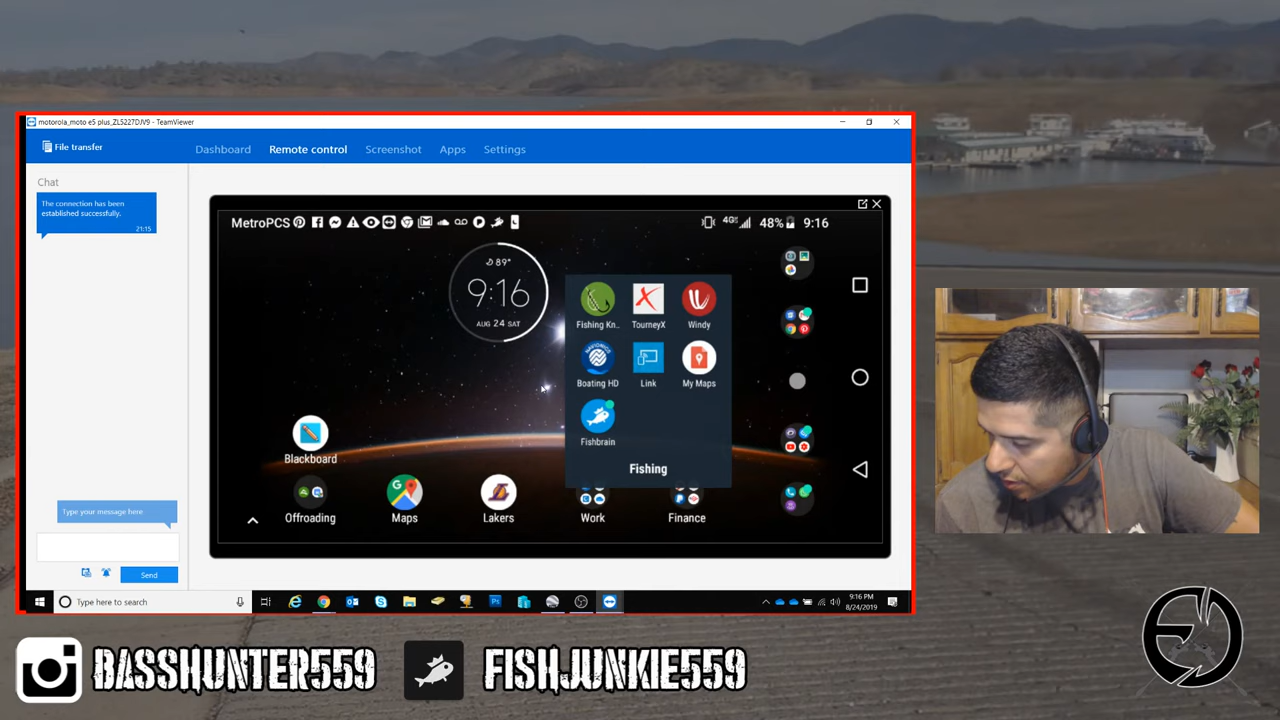 motorola_moto e5 plus_ZL5227DJV9 - TeamViewer
File transfer
Dashboard
Remote control
Screenshot
Apps
Settings
Chat
The connection has been
established successfully.
21:15
MetroPCS
4G
48%
9:16
89°
9:16
AUG 24 SAT
Fishing Kn..
TourneyX
Windy
NAVIONICS
Boating HD
Link
My Maps
Fishbrain
Fishing
Blackboard
Offroading
Maps
Lakers
Work
Finance
Type your message here
Send
Type here to search
9:16 PM
8/24/2019
BASSHUNTER559
FISHJUNKIE559